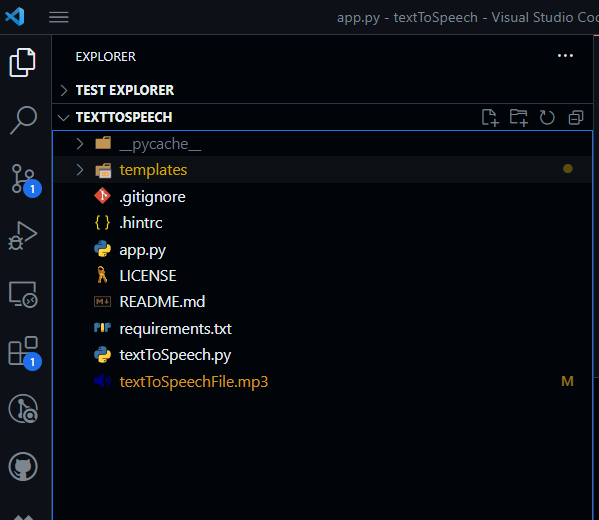 app.py - textToSpeech - Visual Studio Co
EXPLORER
TEST EXPLORER
TEXTTOSPEECH
__pycache__
templates
.gitignore
1
{ } .hintrc
app.py
LICENSE
README.md
requirements.txt
textToSpeech.py
1
textToSpeechFile.mp3 M